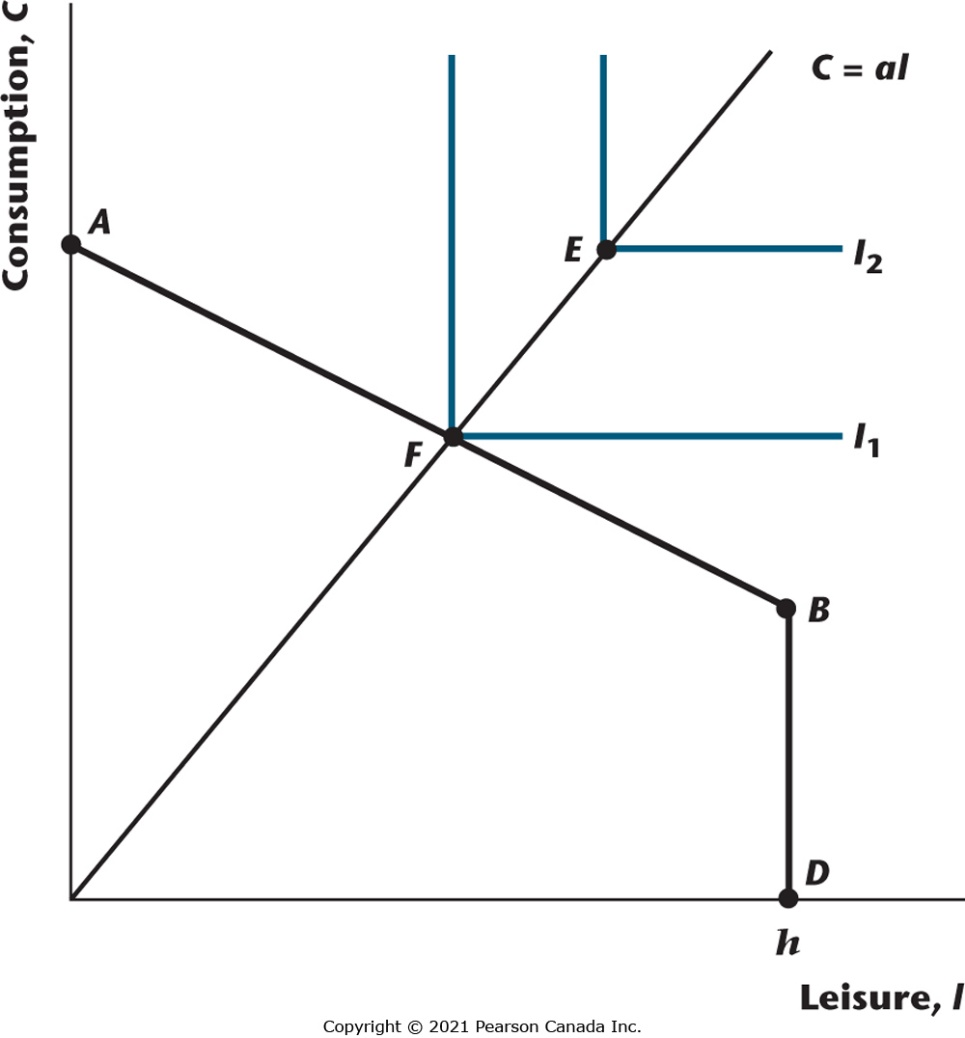 Consumption, C
C = al
A
E
I2
F
I1
B
D
h
Leisure, l
Copyright © 2021 Pearson Canada Inc.